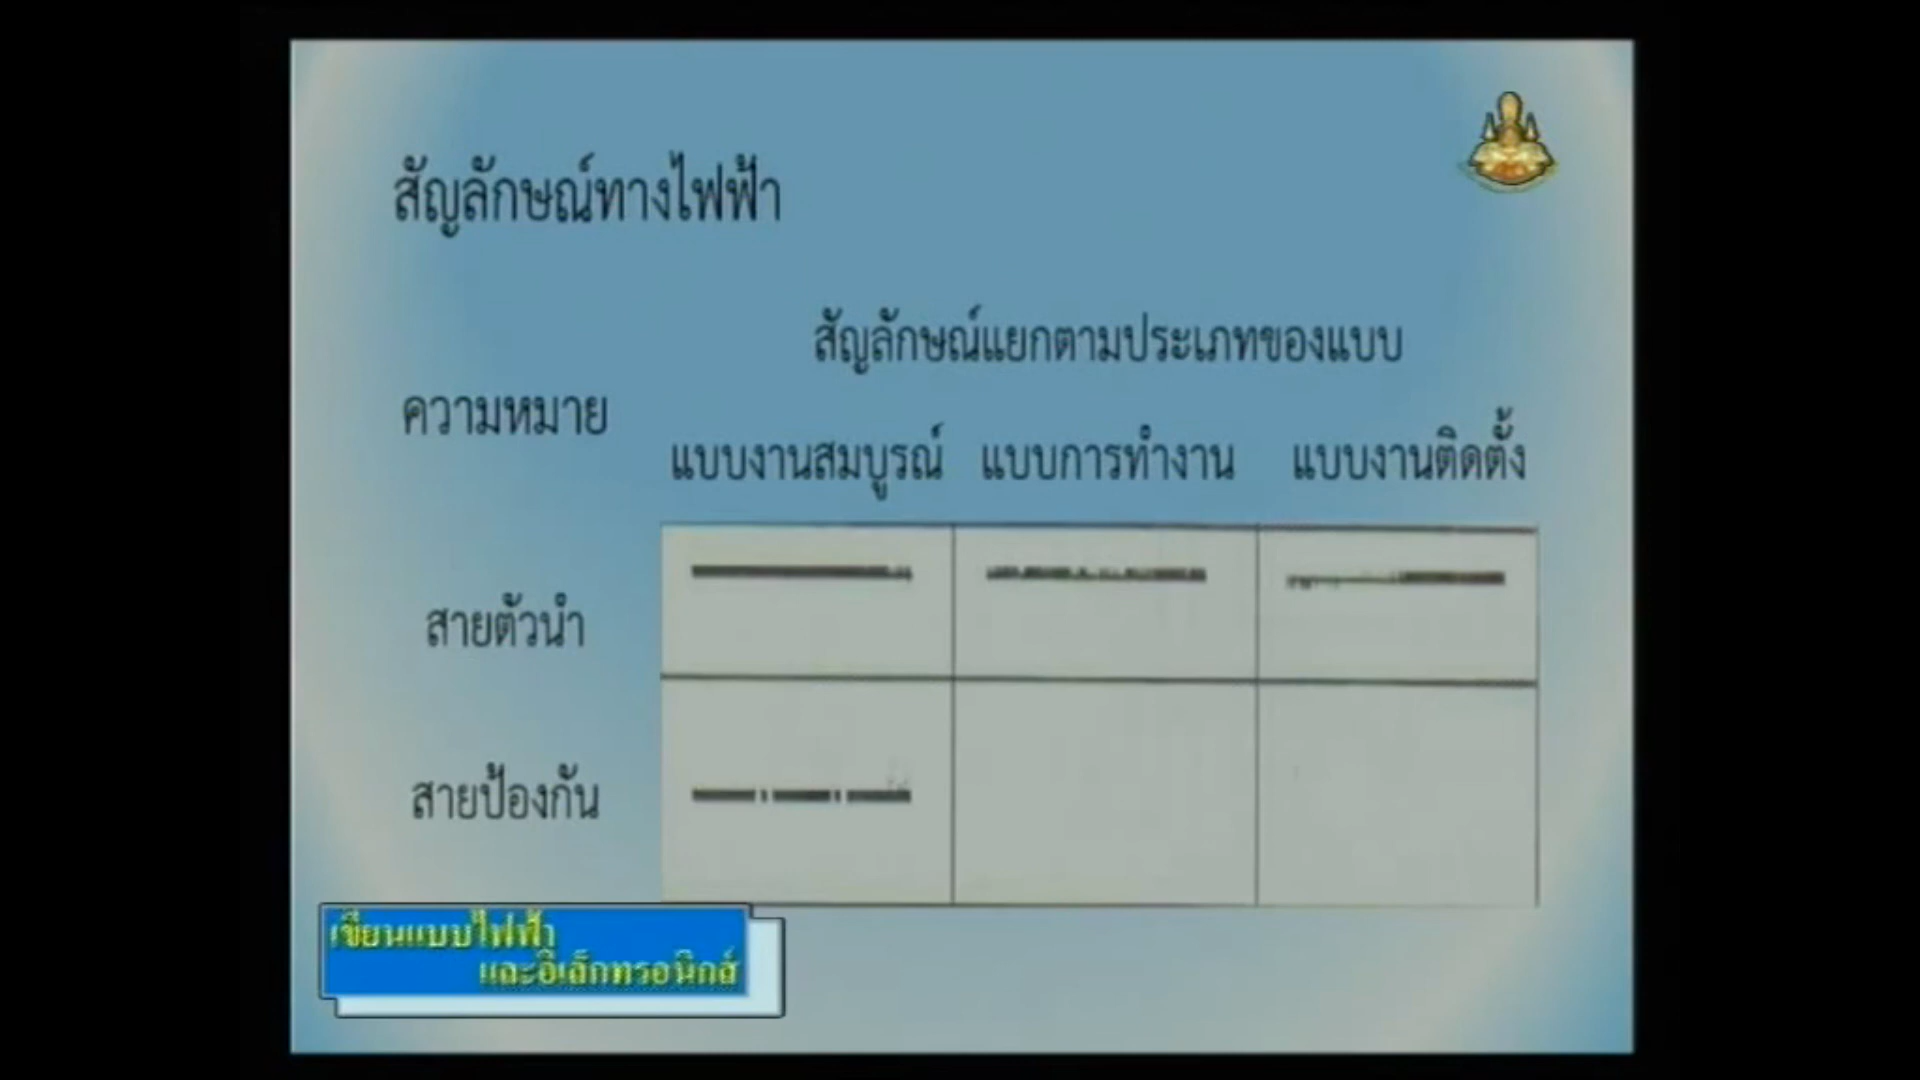 สัญลักษณ์ทางไฟฟ้า
สัญลักษณ์แยกตามประเภทของแบบ
ความหมาย
แบบงานสมบูรณ์ แบบการทำงาน แบบงานติดตั้ง
สายตัวนำ
สายป้องกัน
เขียนแบบไฟฟ้า
และอิเล็กทรอนิกส์